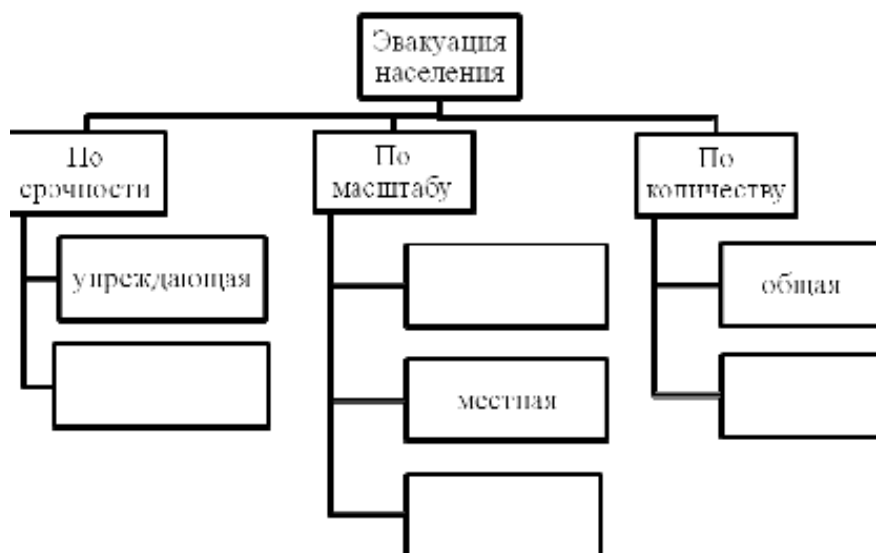 Эвакуация
населения
По
срочности
По
масштабу
По
количеству
упреждающая
общая
местная